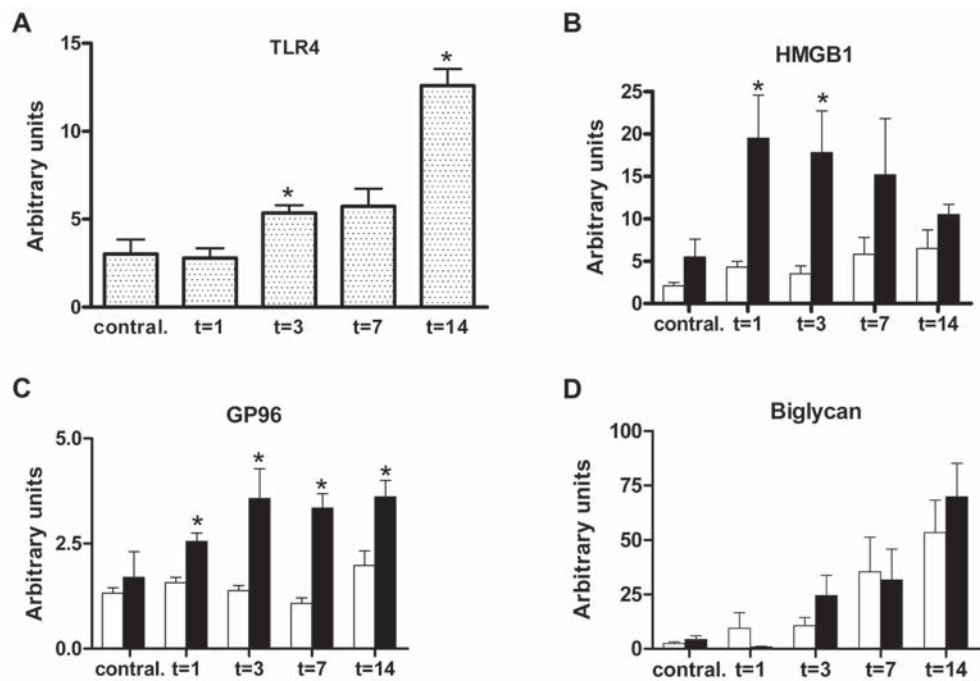 A
TLR4
Arbitrary units
15
*
10
*
5
0
contral. t=1 t=3 t=7 t=14
B
HMGB1
Arbitrary units
25
* *
20
15
10
5
0
contral. t=1 t=3 t=7 t=14
C
GP96
Arbitrary units
5.0
* * * *
2.5
0.0
contral. t=1 t=3 t=7 t=14
D
Biglycan
Arbitrary units
100
75
50
25
0
contral. t=1 t=3 t=7 t=14